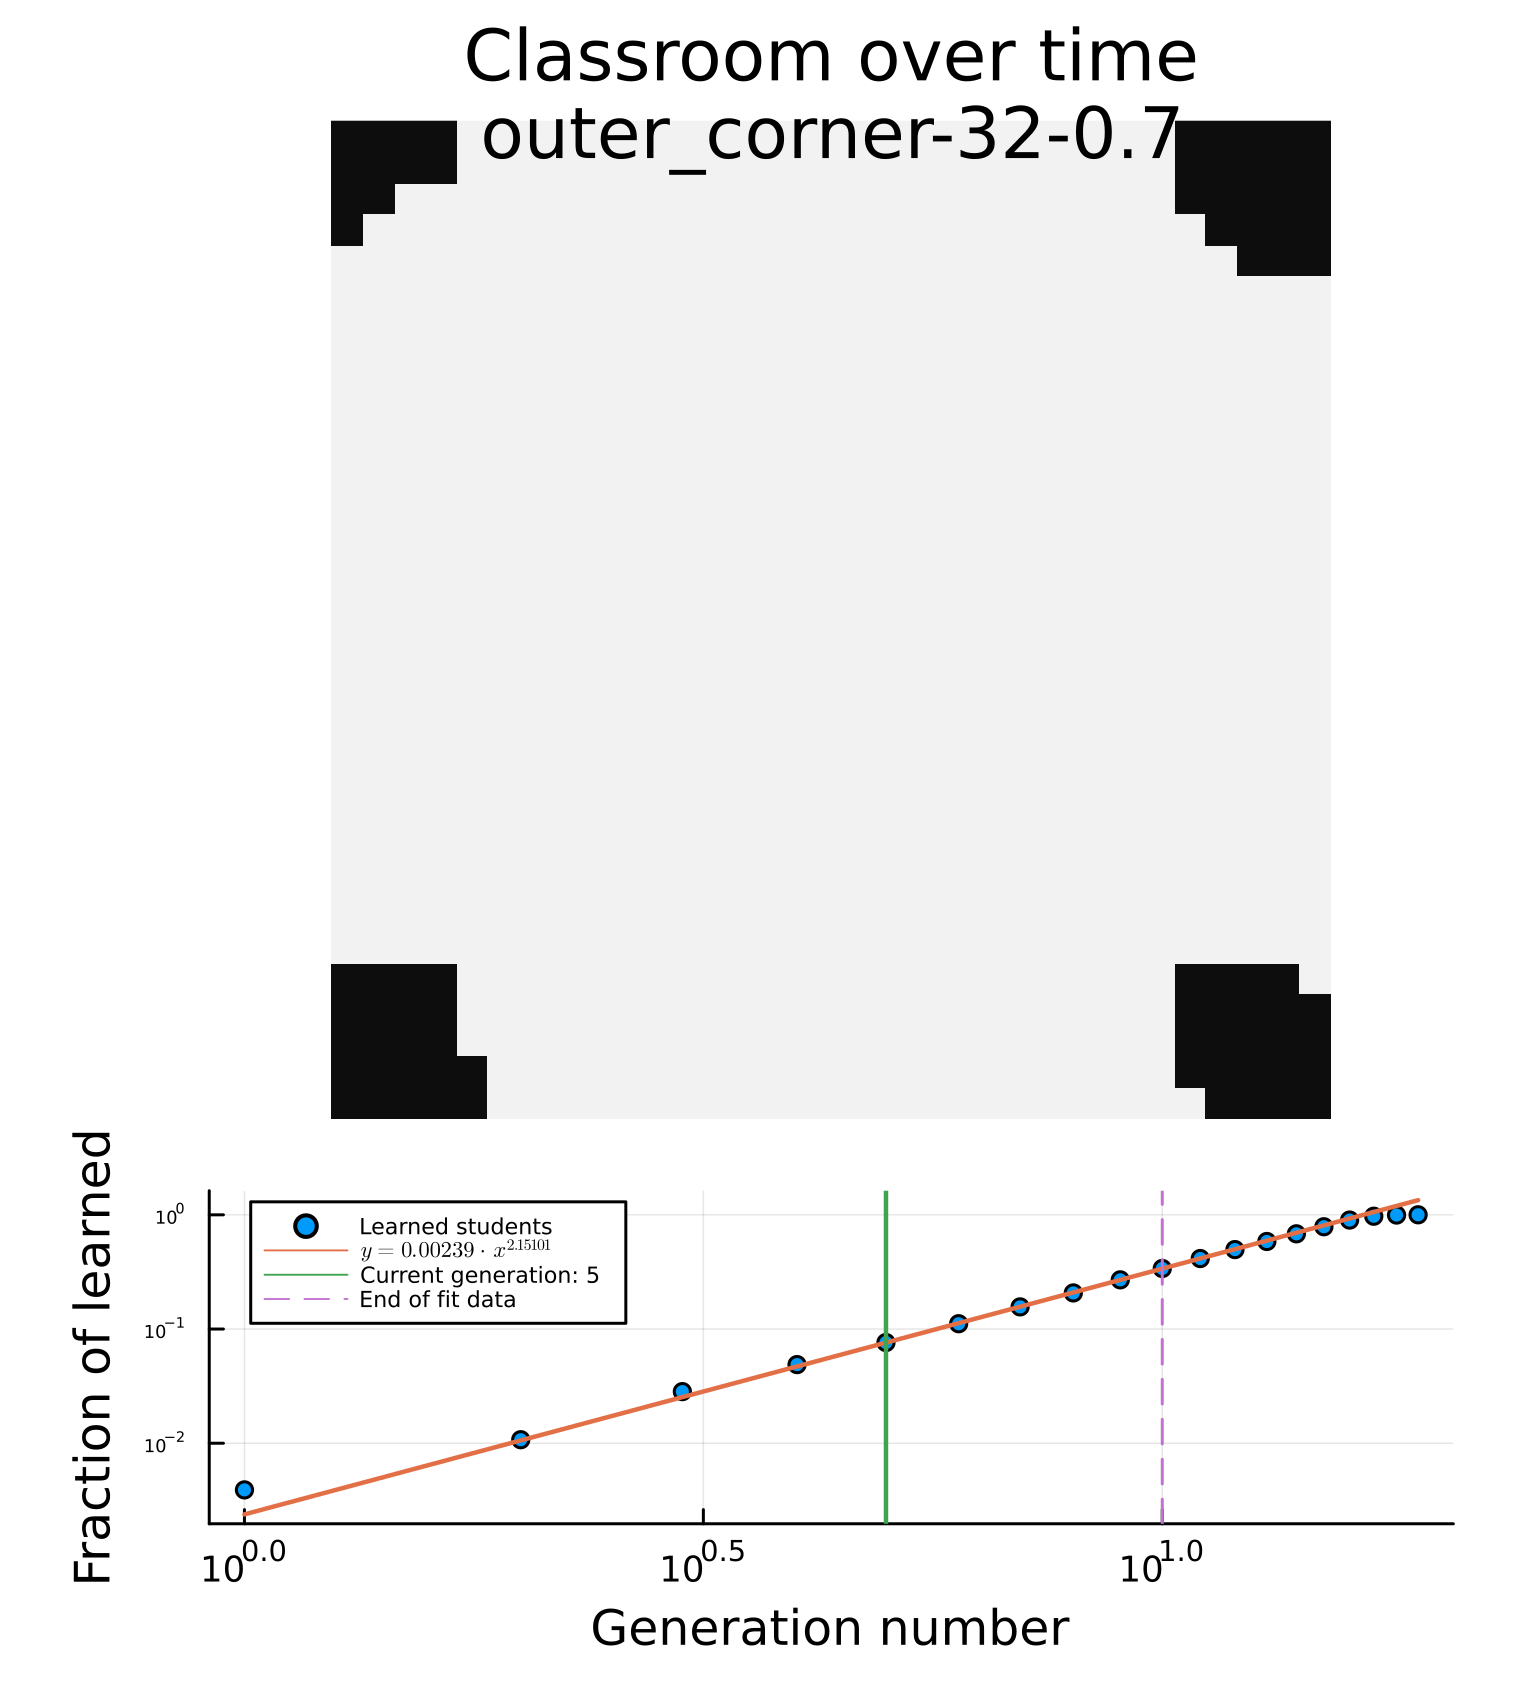 Classroom over time
outer_corner-32-0.7
Fraction of learned
10⁰
10⁻¹
10⁻²
Learned students
y = 0.00239 · x^2.15101
Current generation: 5
End of fit data
10^0.0
10^0.5
10^1.0
Generation number